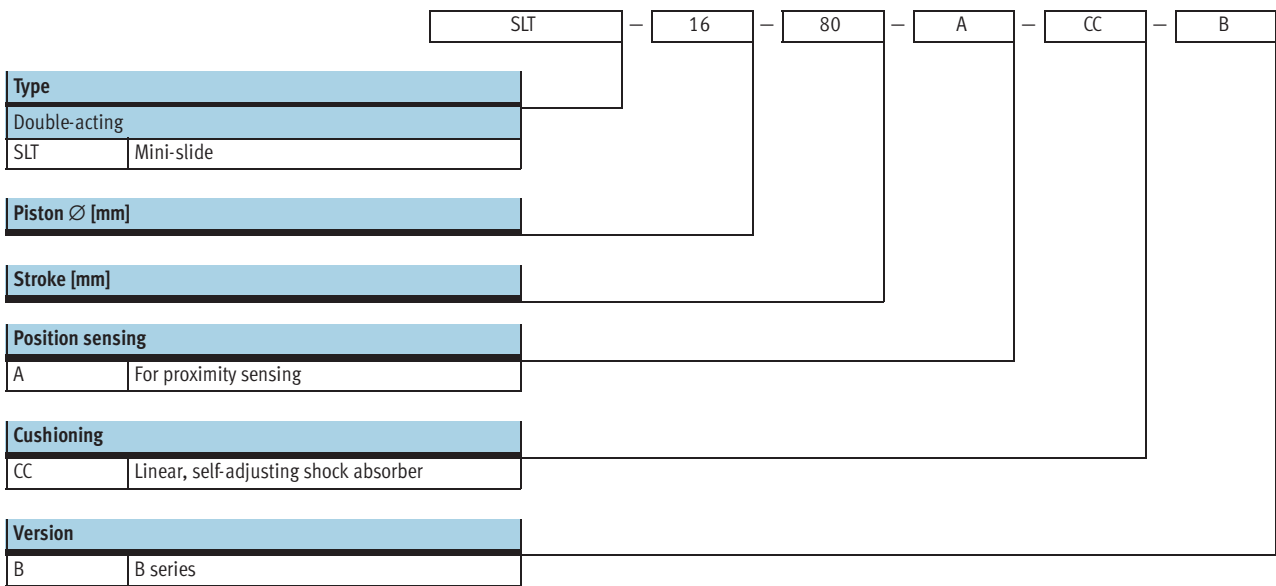 SLT – 16 – 80 – A – CC – B
Type
Double-acting
SLT Mini-slide
Piston ∅ [mm]
Stroke [mm]
Position sensing
A For proximity sensing
Cushioning
CC Linear, self-adjusting shock absorber
Version
B B series